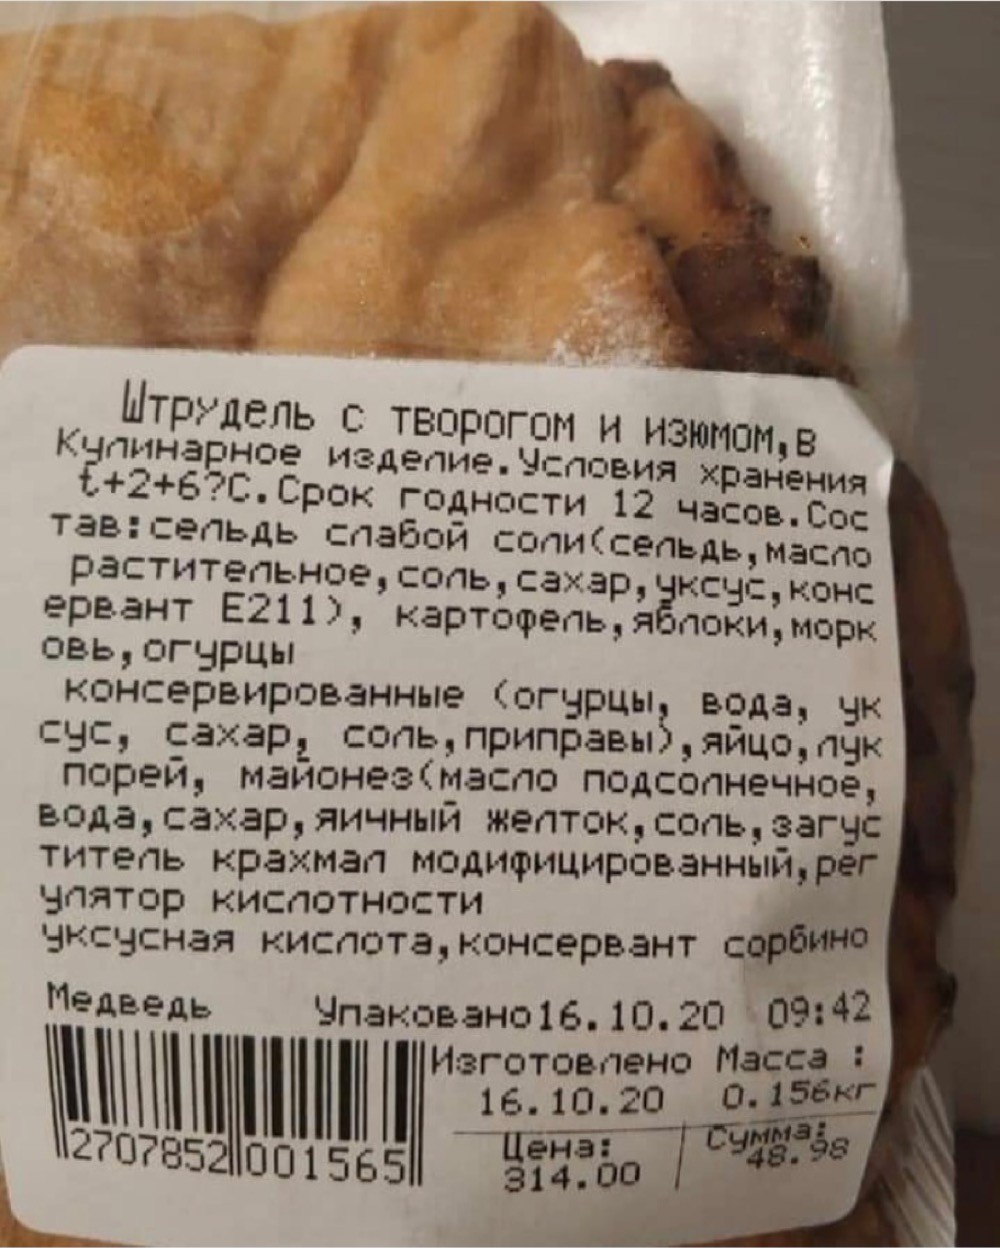 Штрудель с творогом и изюмом,В
Кулинарное изделие.Условия хранения
t+2+6?С.Срок годности 12 часов.Сос
тав:сельдь слабой соли(сельдь,масло
растительное,соль,сахар,уксус,конс
ервант Е211), картофель,яблоки,морк
овь,огурцы
консервированные (огурцы, вода, ук
сус, сахар, соль,приправы),яйцо,лук
порей, майонез(масло подсолнечное,
вода,сахар,яичный желток,соль,загус
титель крахмал модифицированный,рег
улятор кислотности
уксусная кислота,консервант сорбино
Медведь Упаковано16.10.20 09:42
Изготовлено Масса :
16.10.20 0.156кг
Цена: Сумма:
314.00 48.98
2707852001565